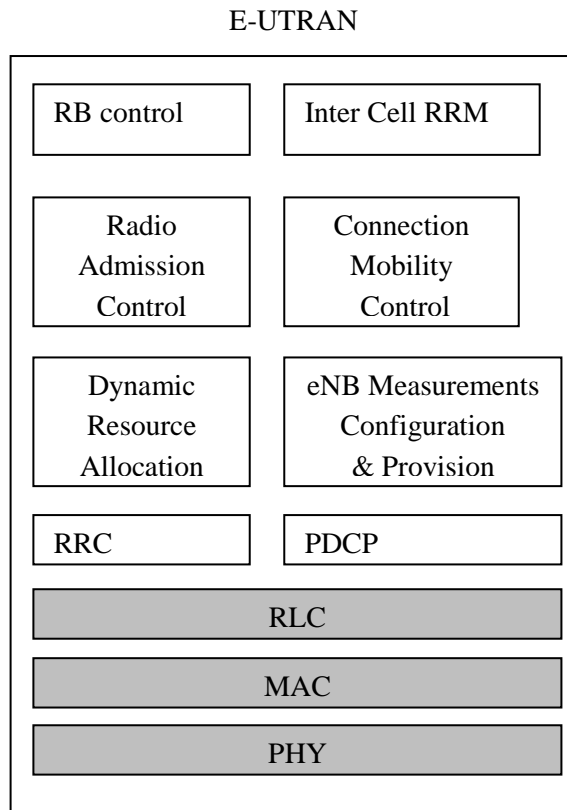 E-UTRAN
RB control
Inter Cell RRM
Radio
Admission
Control
Connection
Mobility
Control
Dynamic
Resource
Allocation
eNB Measurements
Configuration
& Provision
RRC
PDCP
RLC
MAC
PHY